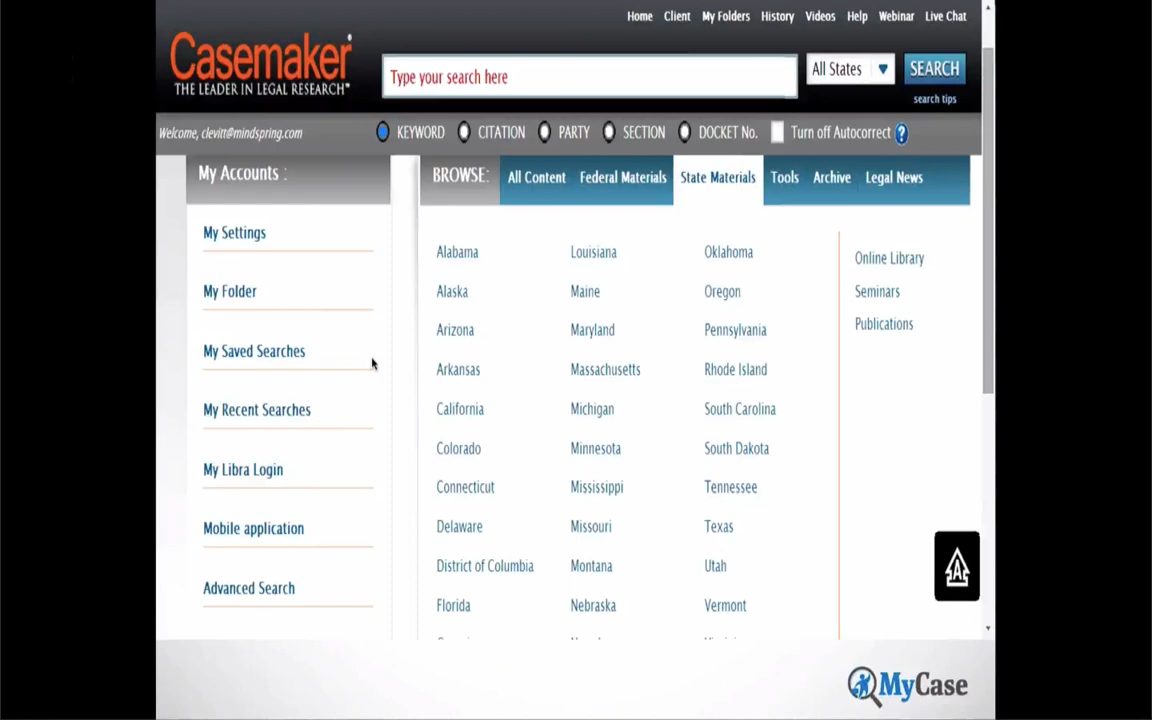 Home Client My Folders History Videos Help Webinar Live Chat
Casemaker
THE LEADER IN LEGAL RESEARCH™
Type your search here
All States
SEARCH
search tips
Welcome, clevitt@mindspring.com
KEYWORD CITATION PARTY SECTION DOCKET No. Turn off Autocorrect ?
My Accounts :
My Settings
My Folder
My Saved Searches
My Recent Searches
My Libra Login
Mobile application
Advanced Search
BROWSE: All Content Federal Materials State Materials Tools Archive Legal News
Alabama Louisiana Oklahoma
Alaska Maine Oregon
Arizona Maryland Pennsylvania
Arkansas Massachusetts Rhode Island
California Michigan South Carolina
Colorado Minnesota South Dakota
Connecticut Mississippi Tennessee
Delaware Missouri Texas
District of Columbia Montana Utah
Florida Nebraska Vermont
Online Library
Seminars
Publications
A
MyCase